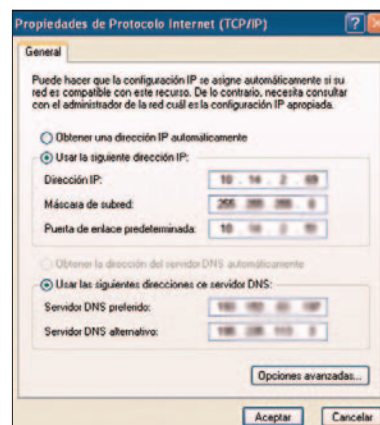 Propiedades de Protocolo Internet (TCP/IP)
General
Puede hacer que la configuración IP se asigne automáticamente si su
red es compatible con este recurso. De lo contrario, necesita consultar
con el administrador de la red cuál es la configuración IP apropiada.
Obtener una dirección IP automáticamente
Usar la siguiente dirección IP:
Dirección IP: 10 . 14 . 2 .
Máscara de subred:
Puerta de enlace predeterminada:
Obtener la dirección del servidor DNS automáticamente
Usar las siguientes direcciones de servidor DNS:
Servidor DNS preferido:
Servidor DNS alternativo:
Opciones avanzadas...
Aceptar
Cancelar